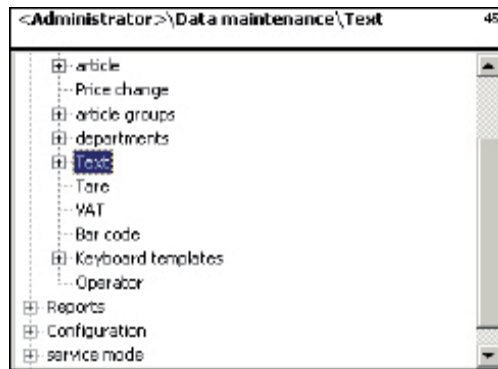 <Administrator>\Data maintenance\Text 45
article
Price change
article groups
departments
Text
Tare
VAT
Bar code
Keyboard templates
Operator
Reports
Configuration
service mode